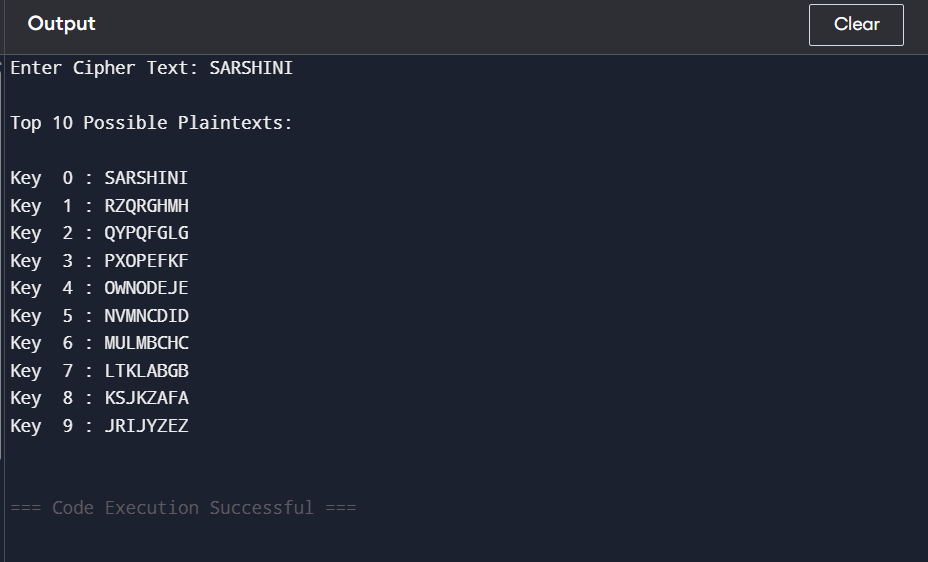 Output
Clear
Enter Cipher Text: SARSHINI
Top 10 Possible Plaintexts:
Key  0 : SARSHINI
Key  1 : RZQRGHMH
Key  2 : QYPQFGLG
Key  3 : PXOPEFKF
Key  4 : OWNODEJE
Key  5 : NVMNCDID
Key  6 : MULMBCHC
Key  7 : LTKLABGB
Key  8 : KSJKZAFA
Key  9 : JRIJYZEZ
=== Code Execution Successful ===